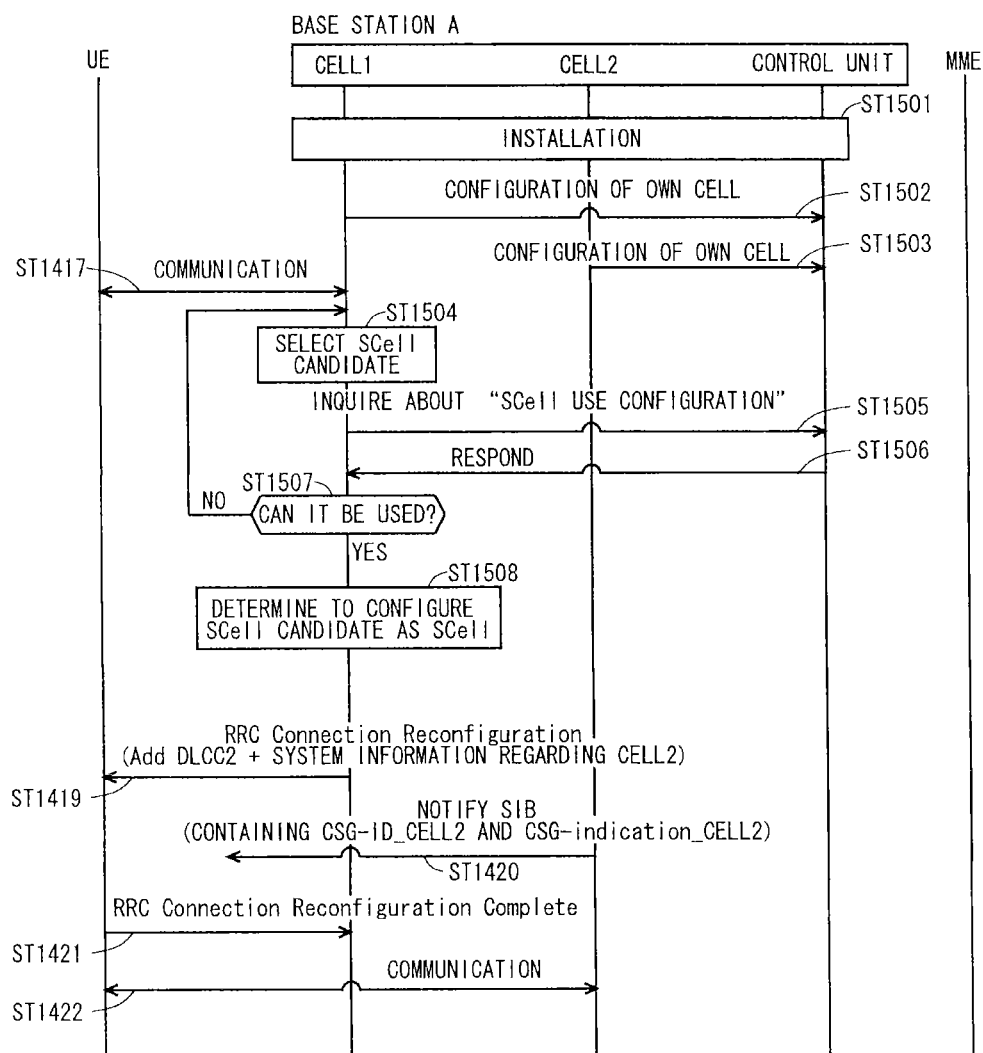 BASE STATION A
UE
CELL1
CELL2
CONTROL UNIT
MME
ST1501
INSTALLATION
CONFIGURATION OF OWN CELL
ST1502
CONFIGURATION OF OWN CELL
ST1503
ST1417
COMMUNICATION
ST1504
SELECT SCell
CANDIDATE
INQUIRE ABOUT “SCell USE CONFIGURATION”
ST1505
RESPOND
ST1506
ST1507
NO
CAN IT BE USED?
YES
ST1508
DETERMINE TO CONFIGURE
SCell CANDIDATE AS SCell
RRC Connection Reconfiguration
(Add DLCC2 + SYSTEM INFORMATION REGARDING CELL2)
ST1419
NOTIFY SIB
(CONTAINING CSG-ID_CELL2 AND CSG-indication_CELL2)
ST1420
RRC Connection Reconfiguration Complete
ST1421
COMMUNICATION
ST1422